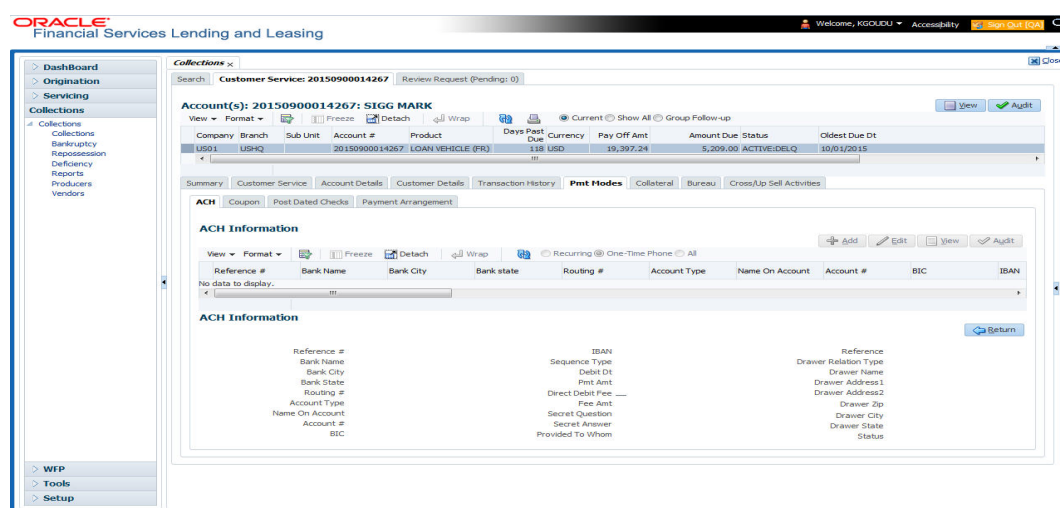 ORACLE
Financial Services Lending and Leasing
Welcome, KGOUDU Accessibility Sign Out [QA]
DashBoard
Origination
Servicing
Collections
Collections
Collections
Bankruptcy
Repossession
Deficiency
Reports
Producers
Vendors
WFP
Tools
Setup
Collections x Close
Search Customer Service: 20150900014267 Review Request (Pending: 0)
Account(s): 20150900014267: SIGG MARK View Audit
View Format Freeze Detach Wrap Current Show All Group Follow-up
Company Branch Sub Unit Account # Product Days Past Due Currency Pay Off Amt Amount Due Status Oldest Due Dt
US01 USHQ 20150900014267 LOAN VEHICLE (FR) 118 USD 19,397.24 5,209.00 ACTIVE:DELQ 10/01/2015
Summary Customer Service Account Details Customer Details Transaction History Pmt Modes Collateral Bureau Cross/Up Sell Activities
ACH Coupon Post Dated Checks Payment Arrangement
ACH Information
Add Edit View Audit
View Format Freeze Detach Wrap Recurring One-Time Phone All
Reference # Bank Name Bank City Bank state Routing # Account Type Name On Account Account # BIC IBAN
No data to display.
ACH Information
Return
Reference # IBAN Reference
Bank Name Sequence Type Drawer Relation Type
Bank City Debit Dt Drawer Name
Bank State Pmt Amt Drawer Address1
Routing # Direct Debit Fee Drawer Address2
Account Type Fee Amt Drawer Zip
Name On Account Secret Question Drawer City
Account # Secret Answer Drawer State
BIC Provided To Whom Status